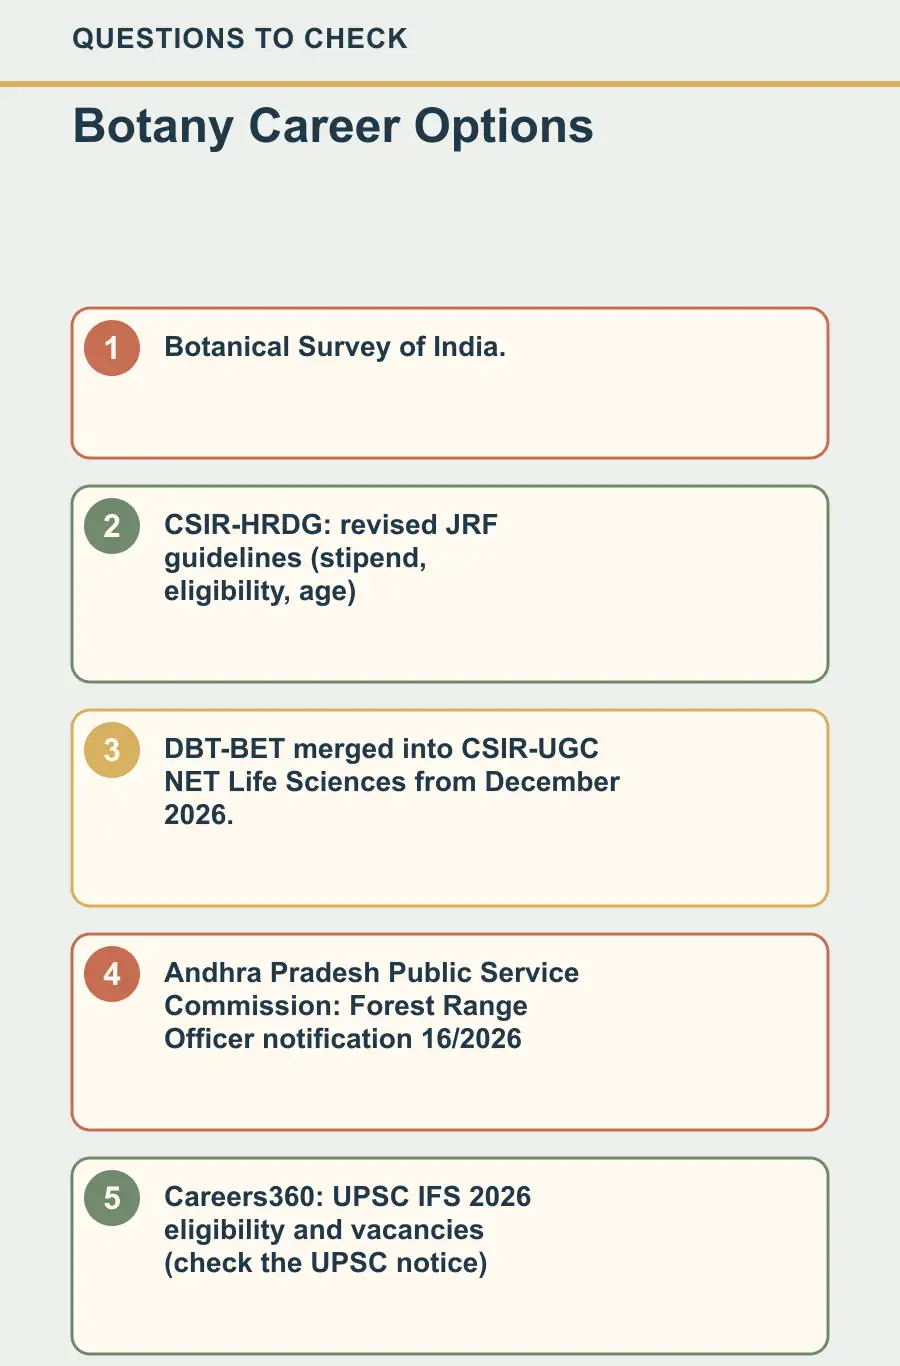 QUESTIONS TO CHECK
Botany Career Options
1
Botanical Survey of India.
2
CSIR-HRDG: revised JRF
guidelines (stipend,
eligibility, age)
3
DBT-BET merged into CSIR-UGC
NET Life Sciences from December
2026.
4
Andhra Pradesh Public Service
Commission: Forest Range
Officer notification 16/2026
5
Careers360: UPSC IFS 2026
eligibility and vacancies
(check the UPSC notice)